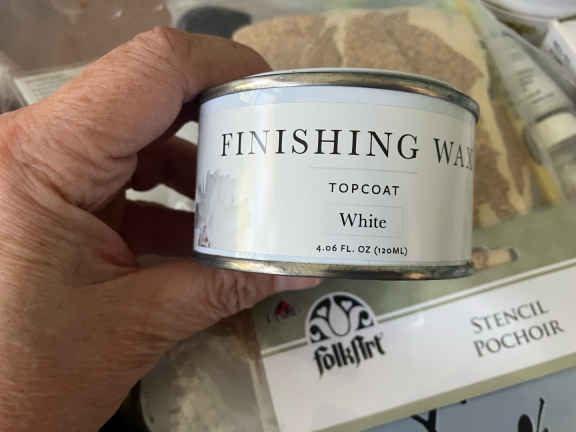 FINISHING WAX
TOPCOAT
White
4.06 FL. OZ (120ML)
folkArt
STENCIL
POCHOIR